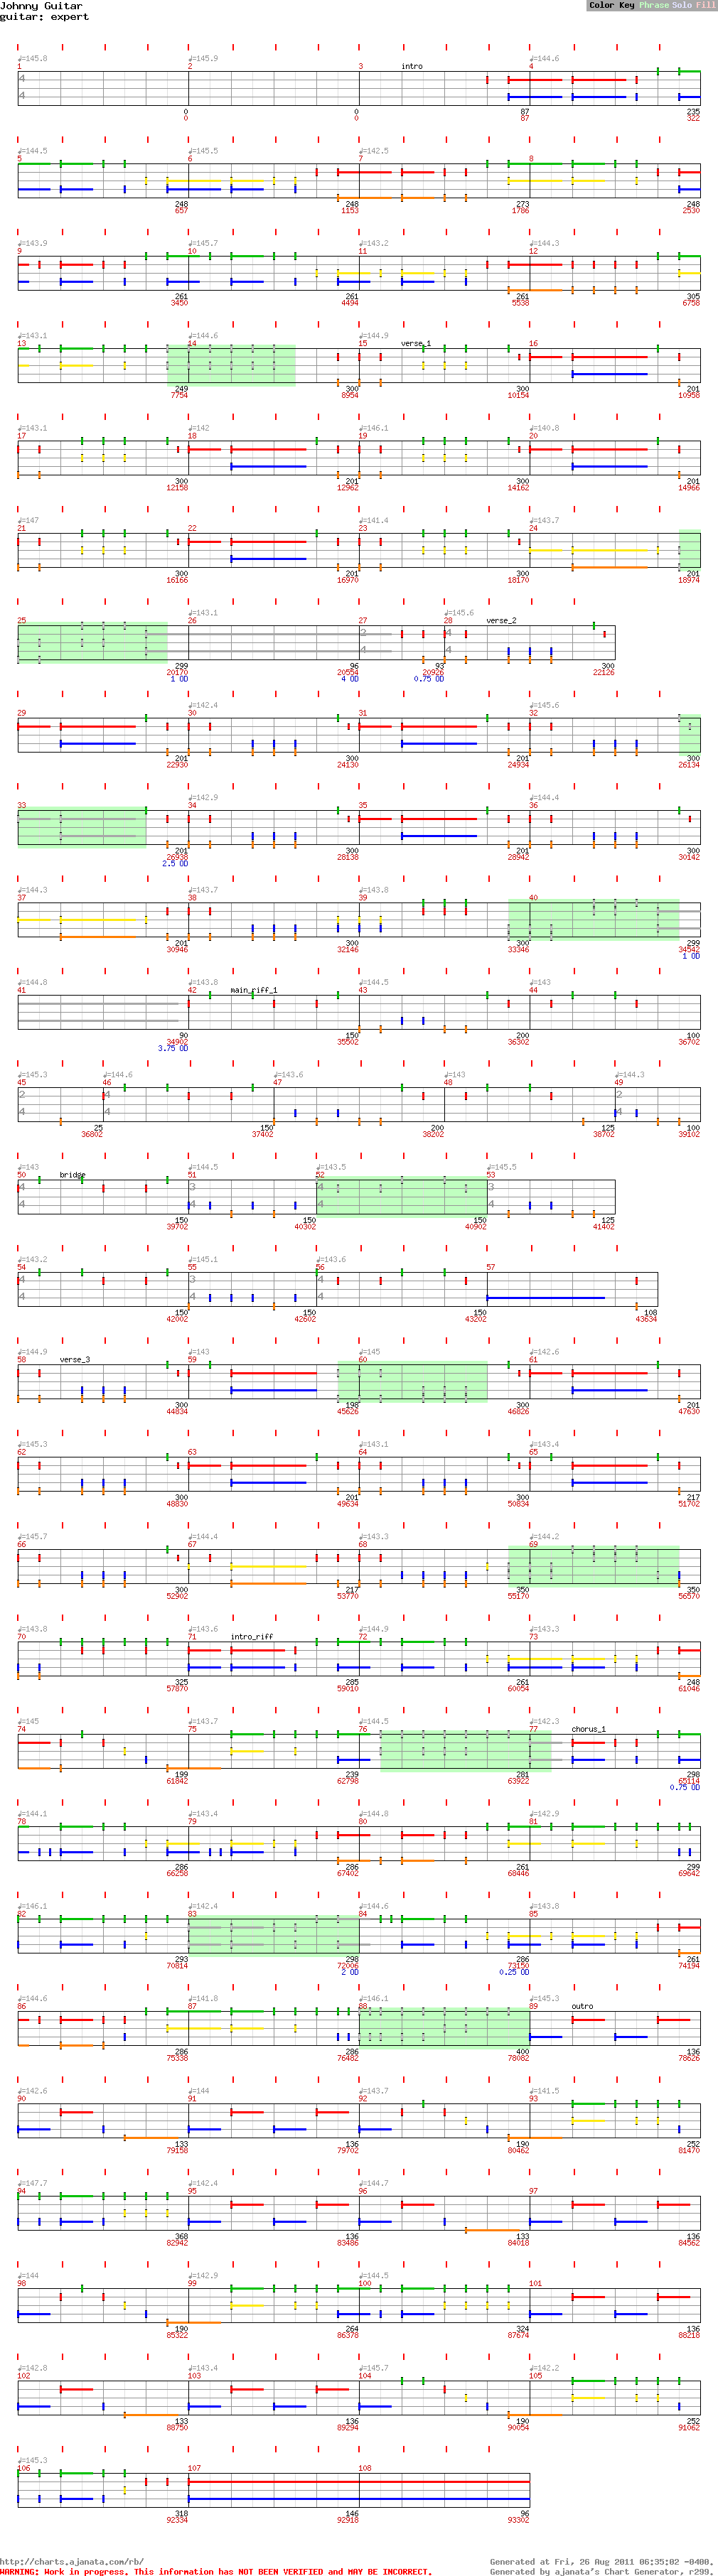 Johnny Guitar
Color Key Phrase Solo Fill
guitar: expert
♩=145.8 ♩=145.9 ♩=144.6
1 2 3 intro 4
4
4
0 0 87 235
0 0 87 322
♩=144.5 ♩=145.5 ♩=142.5
5 6 7 8
248 248 273 248
657 1153 1786 2530
♩=143.9 ♩=145.7 ♩=143.2 ♩=144.3
9 10 11 12
261 261 261 305
3450 4494 5538 6758
♩=143.1 ♩=144.6 ♩=144.9
13 14 15 verse_1 16
249 300 300 201
7754 8954 10154 10958
♩=143.1 ♩=142 ♩=146.1 ♩=140.8
17 18 19 20
300 201 300 201
12158 12962 14162 14966
♩=147 ♩=141.4 ♩=143.7
21 22 23 24
300 201 300 201
16166 16970 18170 18974
♩=143.1 ♩=145.6
25 26 27 28 verse_2
2 4
4 4
299 96 93 300
20170 20554 20926 22126
1 OD 4 OD 0.75 OD
♩=142.4 ♩=145.6
29 30 31 32
201 300 201 300
22930 24130 24934 26134
♩=142.9 ♩=144.4
33 34 35 36
201 300 201 300
26938 28138 28942 30142
2.5 OD
♩=144.3 ♩=143.7 ♩=143.8
37 38 39 40
201 300 300 299
30946 32146 33346 34542
1 OD
♩=144.8 ♩=143.8 ♩=144.5 ♩=143
41 42 main_riff_1 43 44
90 150 200 100
34902 35502 36302 36702
3.75 OD
♩=145.3 ♩=144.6 ♩=143.6 ♩=143 ♩=144.3
45 46 47 48 49
2 4 2
4 4 4
25 150 200 125 100
36802 37402 38202 38702 39102
♩=143 ♩=144.5 ♩=143.5 ♩=145.5
50 bridge 51 52 53
4 3 4 3
4 4 4 4
150 150 150 125
39702 40302 40902 41402
♩=143.2 ♩=145.1 ♩=143.6
54 55 56 57
4 3 4
4 4 4
150 150 150 108
42002 42602 43202 43634
♩=144.9 ♩=143 ♩=145 ♩=142.6
58 verse_3 59 60 61
300 198 300 201
44834 45626 46826 47630
♩=145.3 ♩=143.1 ♩=143.4
62 63 64 65
300 201 300 217
48830 49634 50834 51702
♩=145.7 ♩=144.4 ♩=143.3 ♩=144.2
66 67 68 69
300 217 350 350
52902 53770 55170 56570
♩=143.8 ♩=143.6 ♩=144.9 ♩=143.3
70 71 intro_riff 72 73
325 285 261 248
57870 59010 60054 61046
♩=145 ♩=143.7 ♩=144.5 ♩=142.3
74 75 76 77 chorus_1
199 239 281 298
61842 62798 63922 65114
0.75 OD
♩=144.1 ♩=143.4 ♩=144.8 ♩=142.9
78 79 80 81
286 286 261 299
66258 67402 68446 69642
♩=146.1 ♩=142.4 ♩=144.6 ♩=143.8
82 83 84 85
293 298 286 261
70814 72006 73150 74194
2 OD 0.25 OD
♩=144.6 ♩=141.8 ♩=146.1 ♩=145.3
86 87 88 89 outro
286 286 400 136
75338 76482 78082 78626
♩=142.6 ♩=144 ♩=143.7 ♩=141.5
90 91 92 93
133 136 190 252
79158 79702 80462 81470
♩=147.7 ♩=142.4 ♩=144.7
94 95 96 97
368 136 133 136
82942 83486 84018 84562
♩=144 ♩=142.9 ♩=144.5
98 99 100 101
190 264 324 136
85322 86378 87674 88218
♩=142.8 ♩=143.4 ♩=145.7 ♩=142.2
102 103 104 105
133 136 190 252
88750 89294 90054 91062
♩=145.3
106 107 108
318 146 96
92334 92918 93302
http://charts.ajanata.com/rb/ Generated at Fri, 26 Aug 2011 06:35:02 -0400.
WARNING: Work in progress. This information has NOT BEEN VERIFIED and MAY BE INCORRECT. Generated by ajanata's Chart Generator, r299.